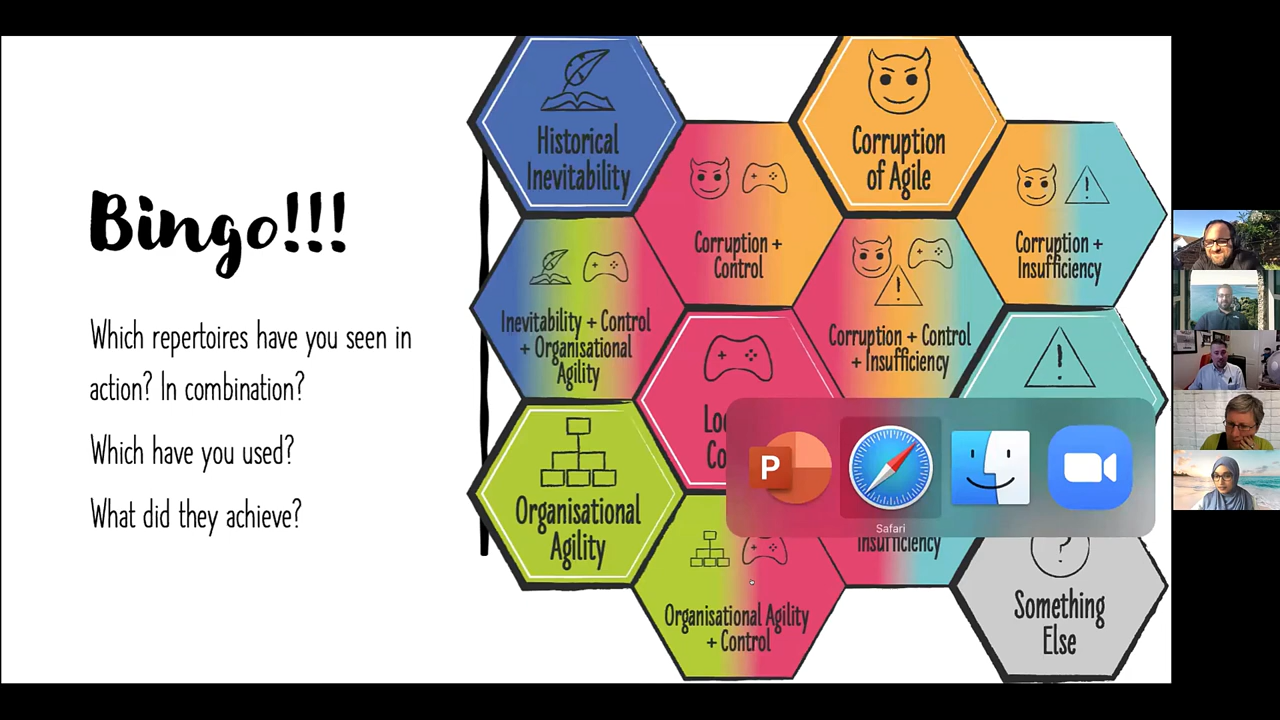 Bingo!!!
Which repertoires have you seen in
action? In combination?
Which have you used?
What did they achieve?
Historical
Inevitability
Corruption
of Agile
Corruption +
Control
Corruption +
Insufficiency
Inevitability + Control
+ Organisational
Agility
Corruption + Control
+ Insufficiency
Organisational
Agility
P
Safari
Insufficiency
Organisational Agility
+ Control
?
Something
Else